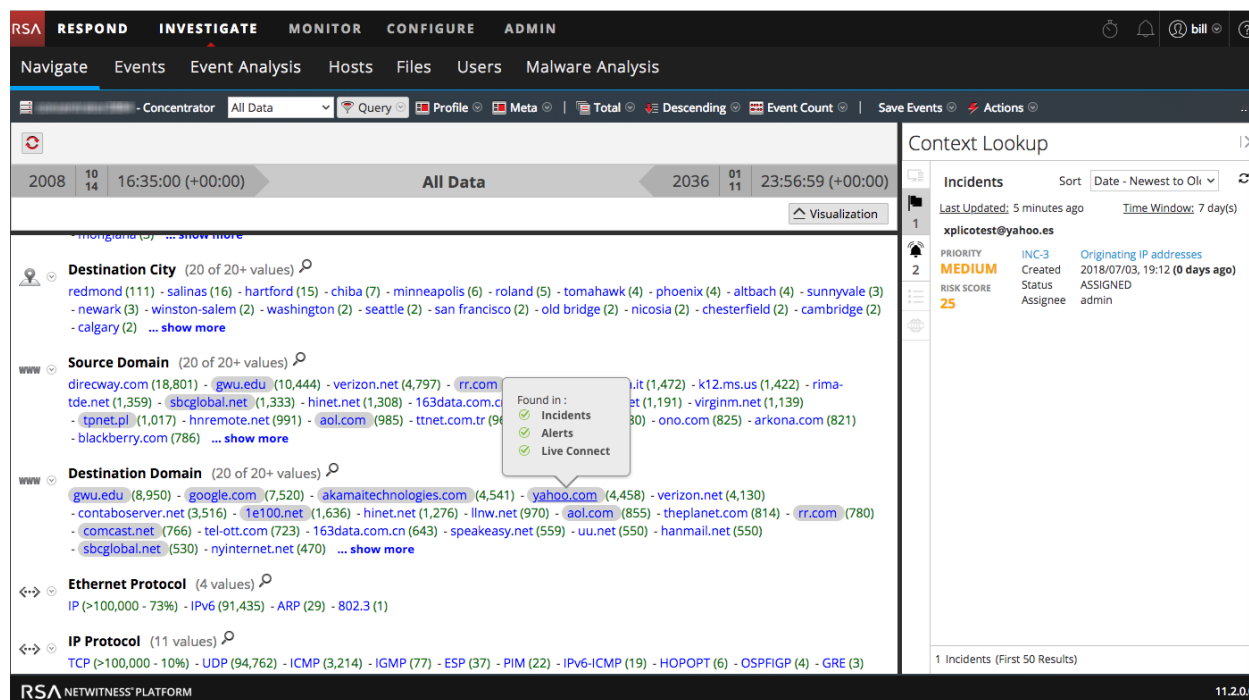 RSA RESPOND INVESTIGATE MONITOR CONFIGURE ADMIN bill
Navigate Events Event Analysis Hosts Files Users Malware Analysis
- Concentrator All Data Query Profile Meta | Total Descending Event Count | Save Events Actions ..
2008 10 14 16:35:00 (+00:00) All Data 2036 01 11 23:56:59 (+00:00)
Visualization
... show more
Destination City (20 of 20+ values)
redmond (111) - salinas (16) - hartford (15) - chiba (7) - minneapolis (6) - roland (5) - tomahawk (4) - phoenix (4) - altbach (4) - sunnyvale (3)
- newark (3) - winston-salem (2) - washington (2) - seattle (2) - san francisco (2) - old bridge (2) - nicosia (2) - chesterfield (2) - cambridge (2)
- calgary (2) ... show more
www Source Domain (20 of 20+ values)
direcway.com (18,801) - gwu.edu (10,444) - verizon.net (4,797) - rr.com n.it (1,472) - k12.ms.us (1,422) - rima-
tde.net (1,359) - sbcglobal.net (1,333) - hinet.net (1,308) - 163data.com.c et (1,191) - virginm.net (1,139)
- tpnet.pl (1,017) - hnremote.net (991) - aol.com (985) - ttnet.com.tr (9 80) - ono.com (825) - arkona.com (821)
- blackberry.com (786) ... show more
Found in :
Incidents
Alerts
Live Connect
www Destination Domain (20 of 20+ values)
gwu.edu (8,950) - google.com (7,520) - akamaitechnologies.com (4,541) - yahoo.com (4,458) - verizon.net (4,130)
- contaboserver.net (3,516) - 1e100.net (1,636) - hinet.net (1,276) - llnw.net (970) - aol.com (855) - theplanet.com (814) - rr.com (780)
- comcast.net (766) - tel-ott.com (723) - 163data.com.cn (643) - speakeasy.net (559) - uu.net (550) - hanmail.net (550)
- sbcglobal.net (530) - nyinternet.net (470) ... show more
Ethernet Protocol (4 values)
IP (>100,000 - 73%) - IPv6 (91,435) - ARP (29) - 802.3 (1)
IP Protocol (11 values)
TCP (>100,000 - 10%) - UDP (94,762) - ICMP (3,214) - IGMP (77) - ESP (37) - PIM (22) - IPv6-ICMP (19) - HOPOPT (6) - OSPFIGP (4) - GRE (3)
Context Lookup
1
2
Incidents Sort Date - Newest to Ol
Last Updated: 5 minutes ago Time Window: 7 day(s)
xplicotest@yahoo.es
PRIORITY INC-3 Originating IP addresses
MEDIUM Created 2018/07/03, 19:12 (0 days ago)
RISK SCORE Status ASSIGNED
25 Assignee admin
1 Incidents (First 50 Results)
RSA NETWITNESS® PLATFORM 11.2.0.